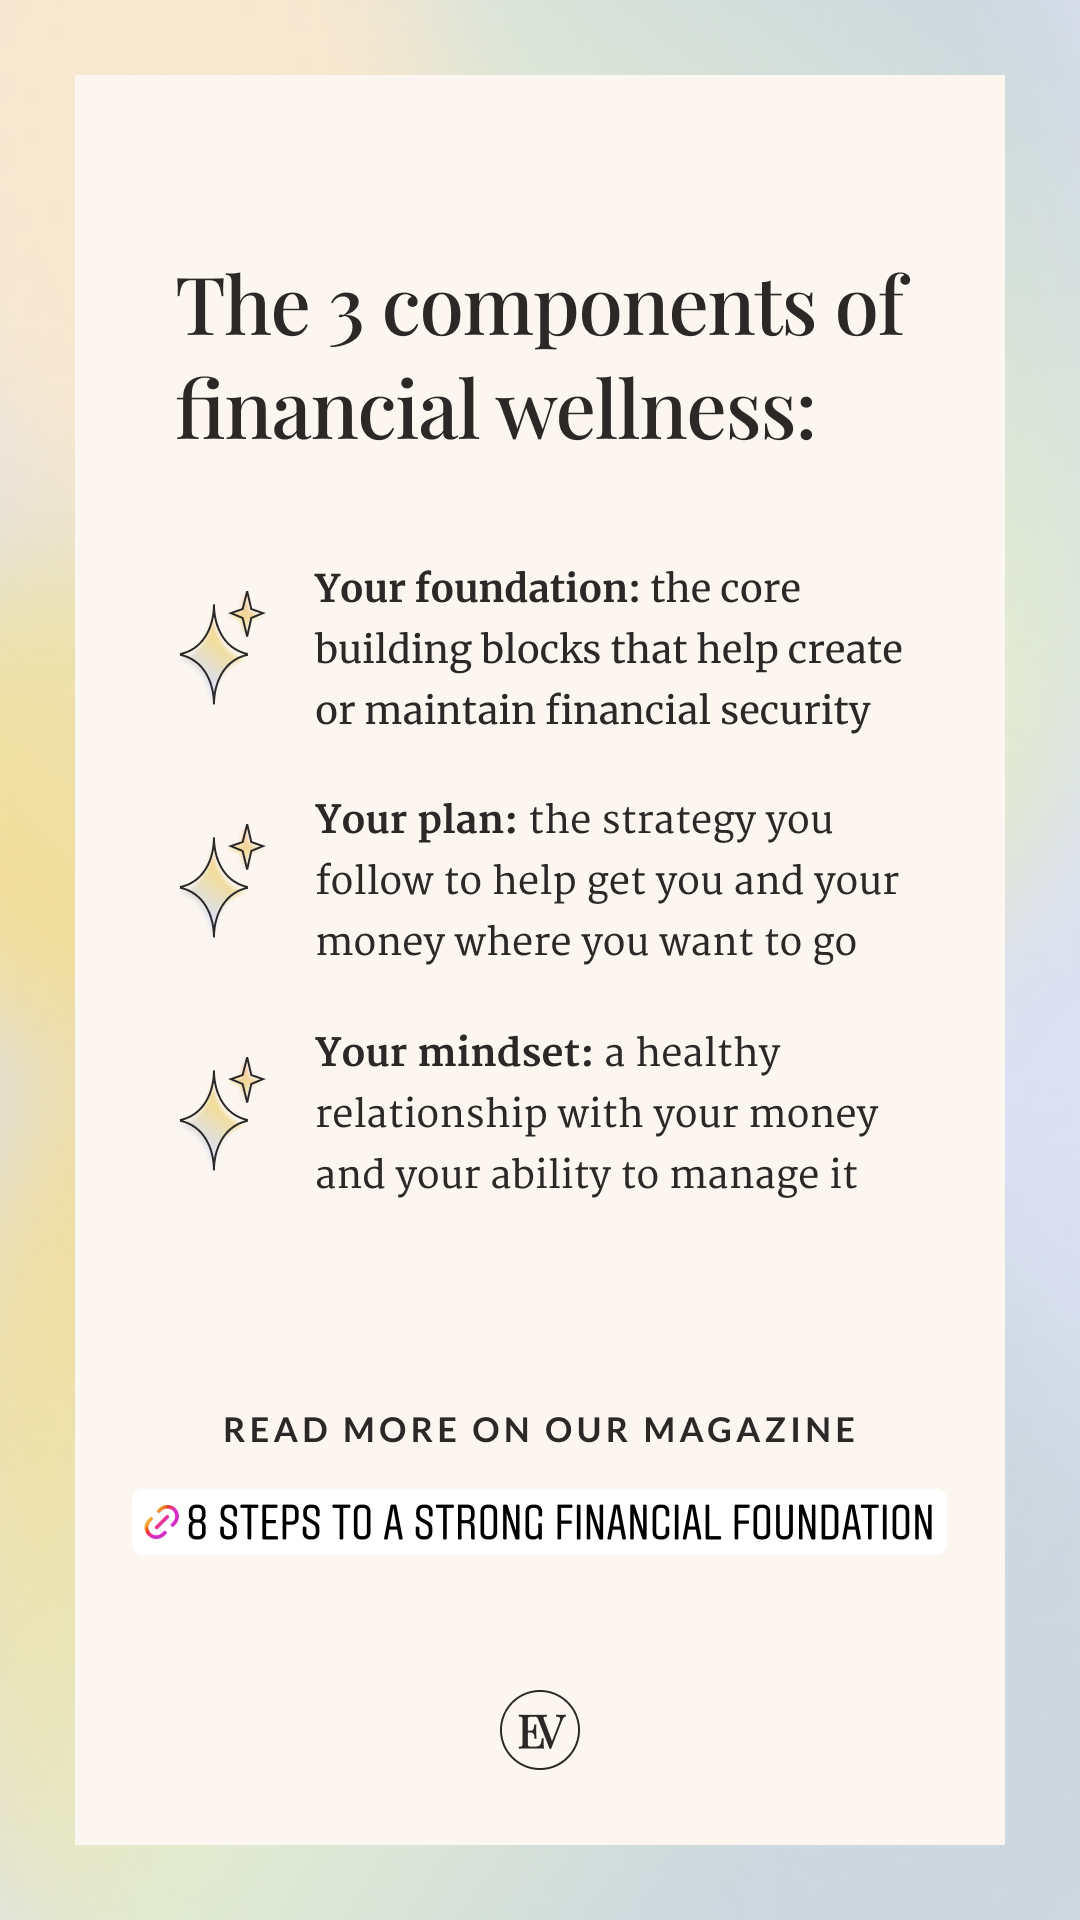 The 3 components of
financial wellness:
Your foundation: the core
building blocks that help create
or maintain financial security
Your plan: the strategy you
follow to help get you and your
money where you want to go
Your mindset: a healthy
relationship with your money
and your ability to manage it
READ MORE ON OUR MAGAZINE
8 STEPS TO A STRONG FINANCIAL FOUNDATION
EV